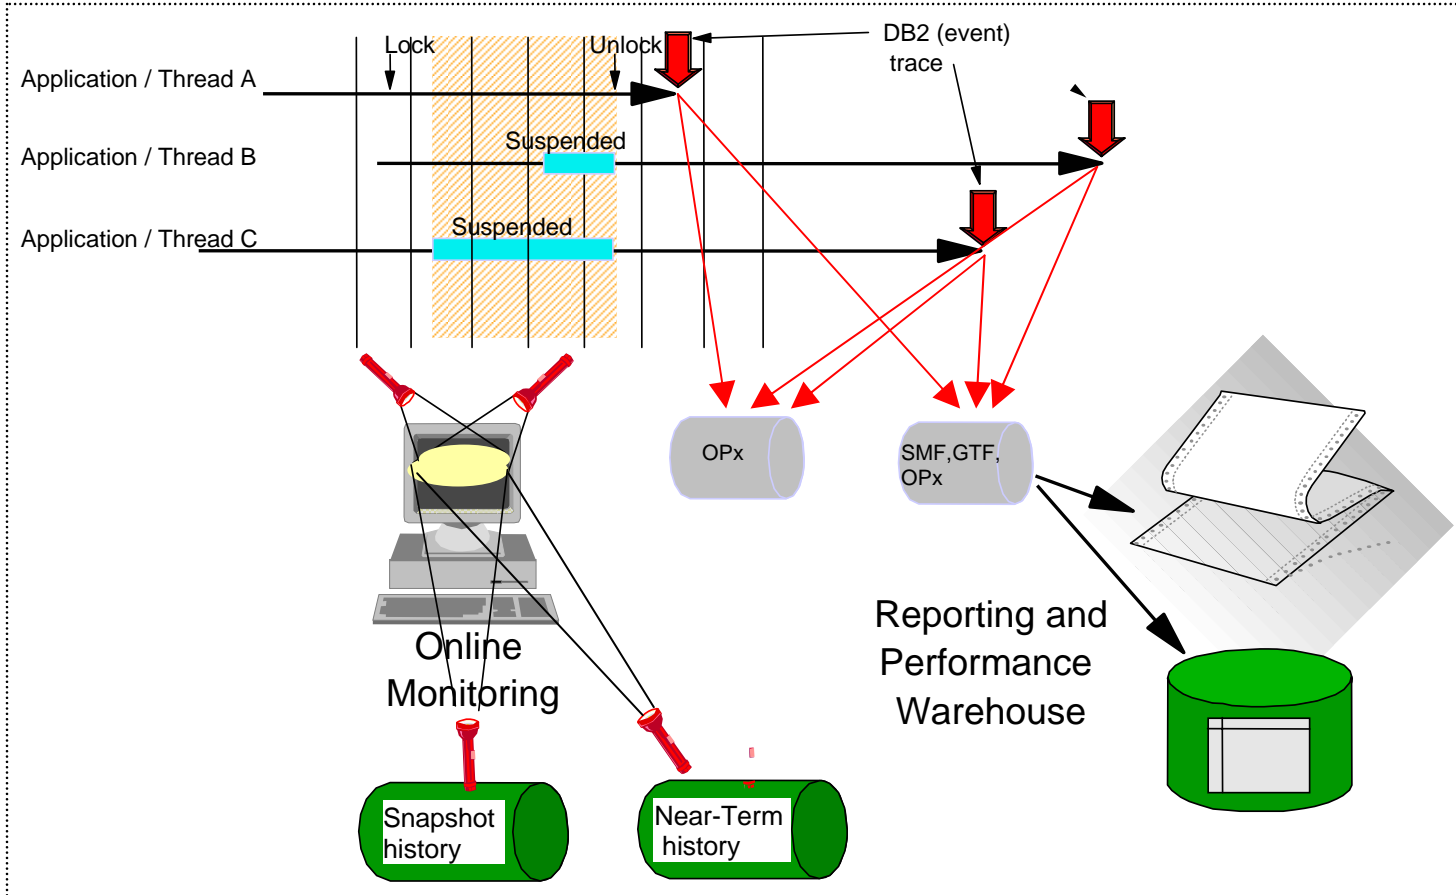 Lock
Unlock
DB2 (event)
trace
Application / Thread A
Suspended
Application / Thread B
Suspended
Application / Thread C
OPx
SMF,GTF,
OPx
Online
Monitoring
Reporting and
Performance
Warehouse
Snapshot
history
Near-Term
history